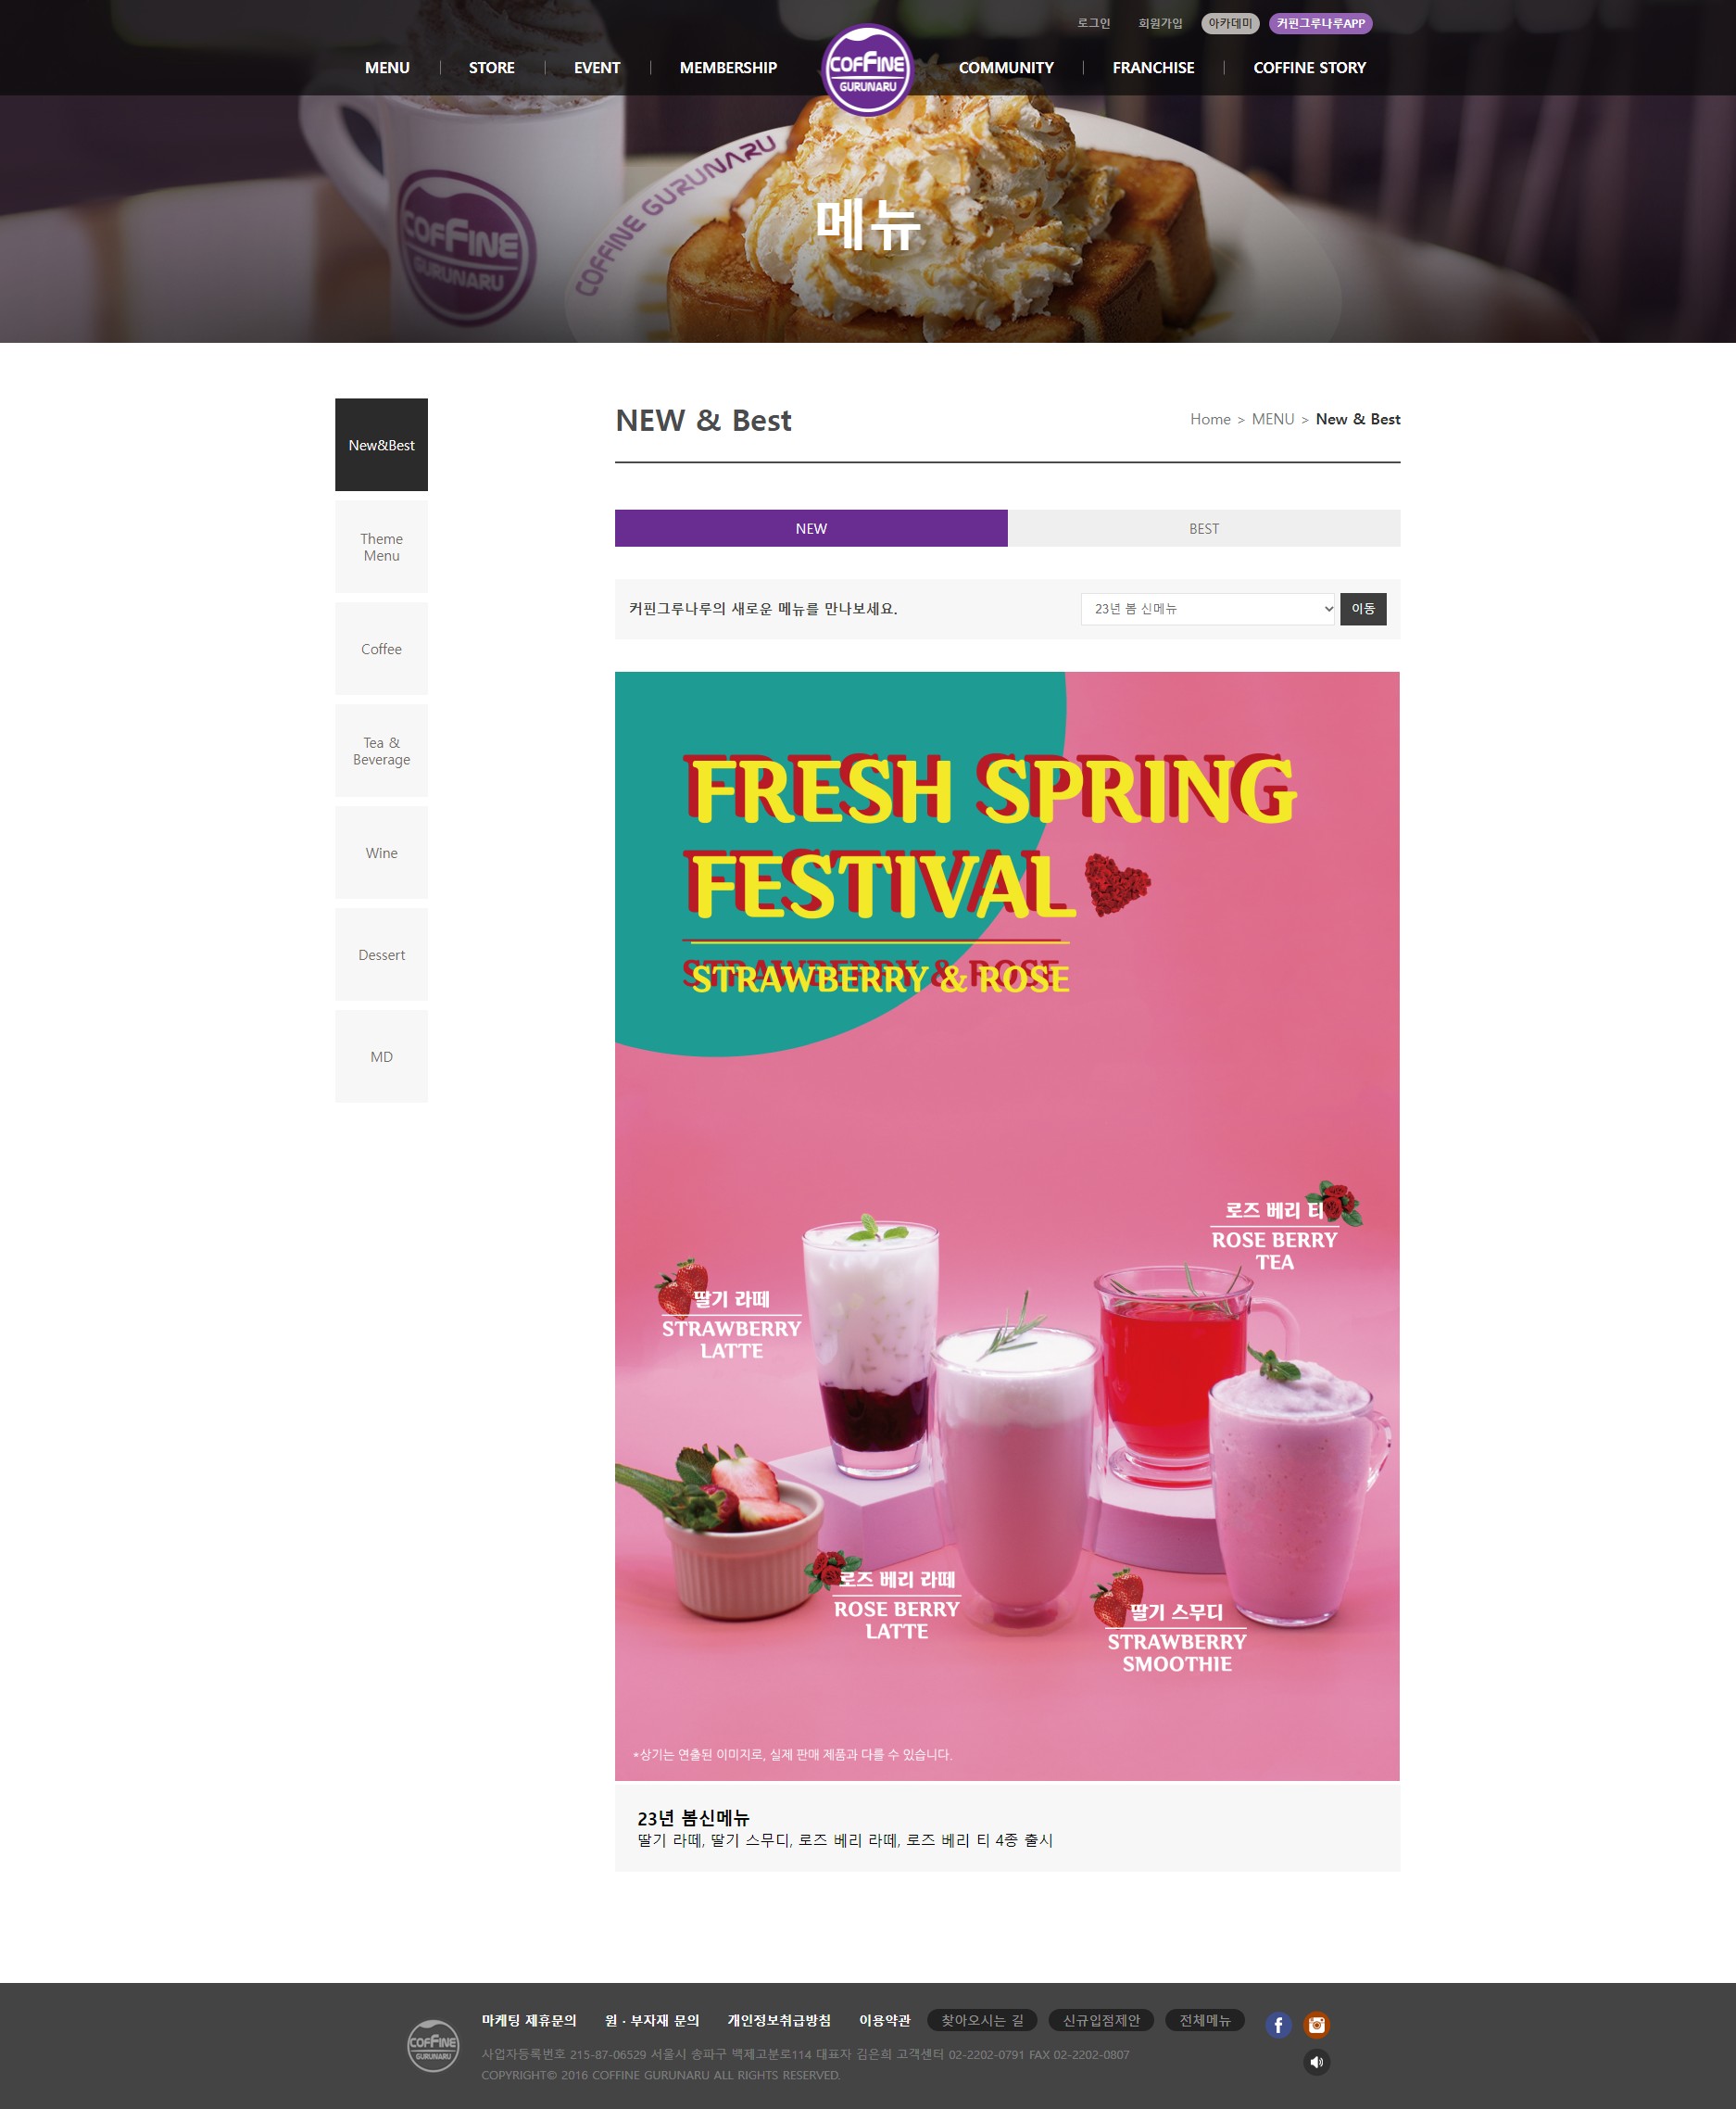 로그인 회원가입 아카데미 커핀그루나루APP
MENU STORE EVENT MEMBERSHIP COFFINE GURUNARU COMMUNITY FRANCHISE COFFINE STORY
COFFINE GURUNARU
COFFINE
GURUNARU
메뉴
NEW & Best
Home > MENU > New & Best
New&Best
Theme
Menu
Coffee
Tea &
Beverage
Wine
Dessert
MD
NEW BEST
커핀그루나루의 새로운 메뉴를 만나보세요. 23년 봄 신메뉴 이동
FRESH SPRING
FESTIVAL
STRAWBERRY & ROSE
로즈 베리 티
ROSE BERRY
TEA
딸기 라떼
STRAWBERRY
LATTE
로즈 베리 라떼
ROSE BERRY
LATTE
딸기 스무디
STRAWBERRY
SMOOTHIE
*상기는 연출된 이미지로, 실제 판매 제품과 다를 수 있습니다.
23년 봄신메뉴
딸기 라떼, 딸기 스무디, 로즈 베리 라떼, 로즈 베리 티 4종 출시
COFFINE
GURUNARU
마케팅 제휴문의 원 · 부자재 문의 개인정보취급방침 이용약관 찾아오시는 길 신규입점제안 전체메뉴
사업자등록번호 215-87-06529 서울시 송파구 백제고분로114 대표자 김은희 고객센터 02-2202-0791 FAX 02-2202-0807
COPYRIGHT© 2016 COFFINE GURUNARU ALL RIGHTS RESERVED.